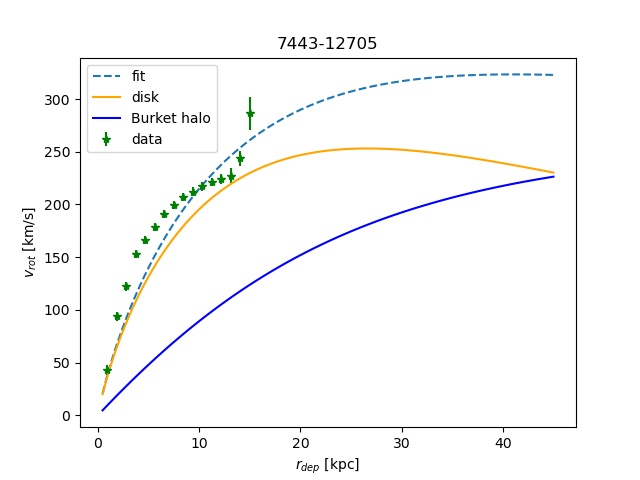 7443-12705
fit
disk
Burket halo
data
300
250
200
150
100
50
0
v_rot [km/s]
0 10 20 30 40
r_dep [kpc]